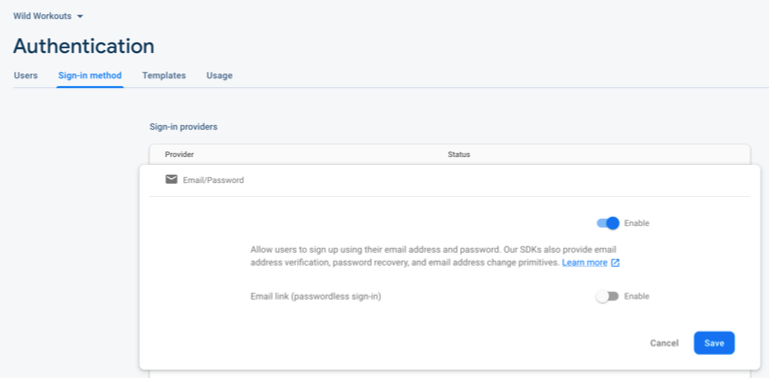 Wild Workouts
Authentication
Users Sign-in method Templates Usage
Sign-in providers
Provider Status
Email/Password
Enable
Allow users to sign up using their email address and password. Our SDKs also provide email
address verification, password recovery, and email address change primitives. Learn more
Email link (passwordless sign-in) Enable
Cancel Save